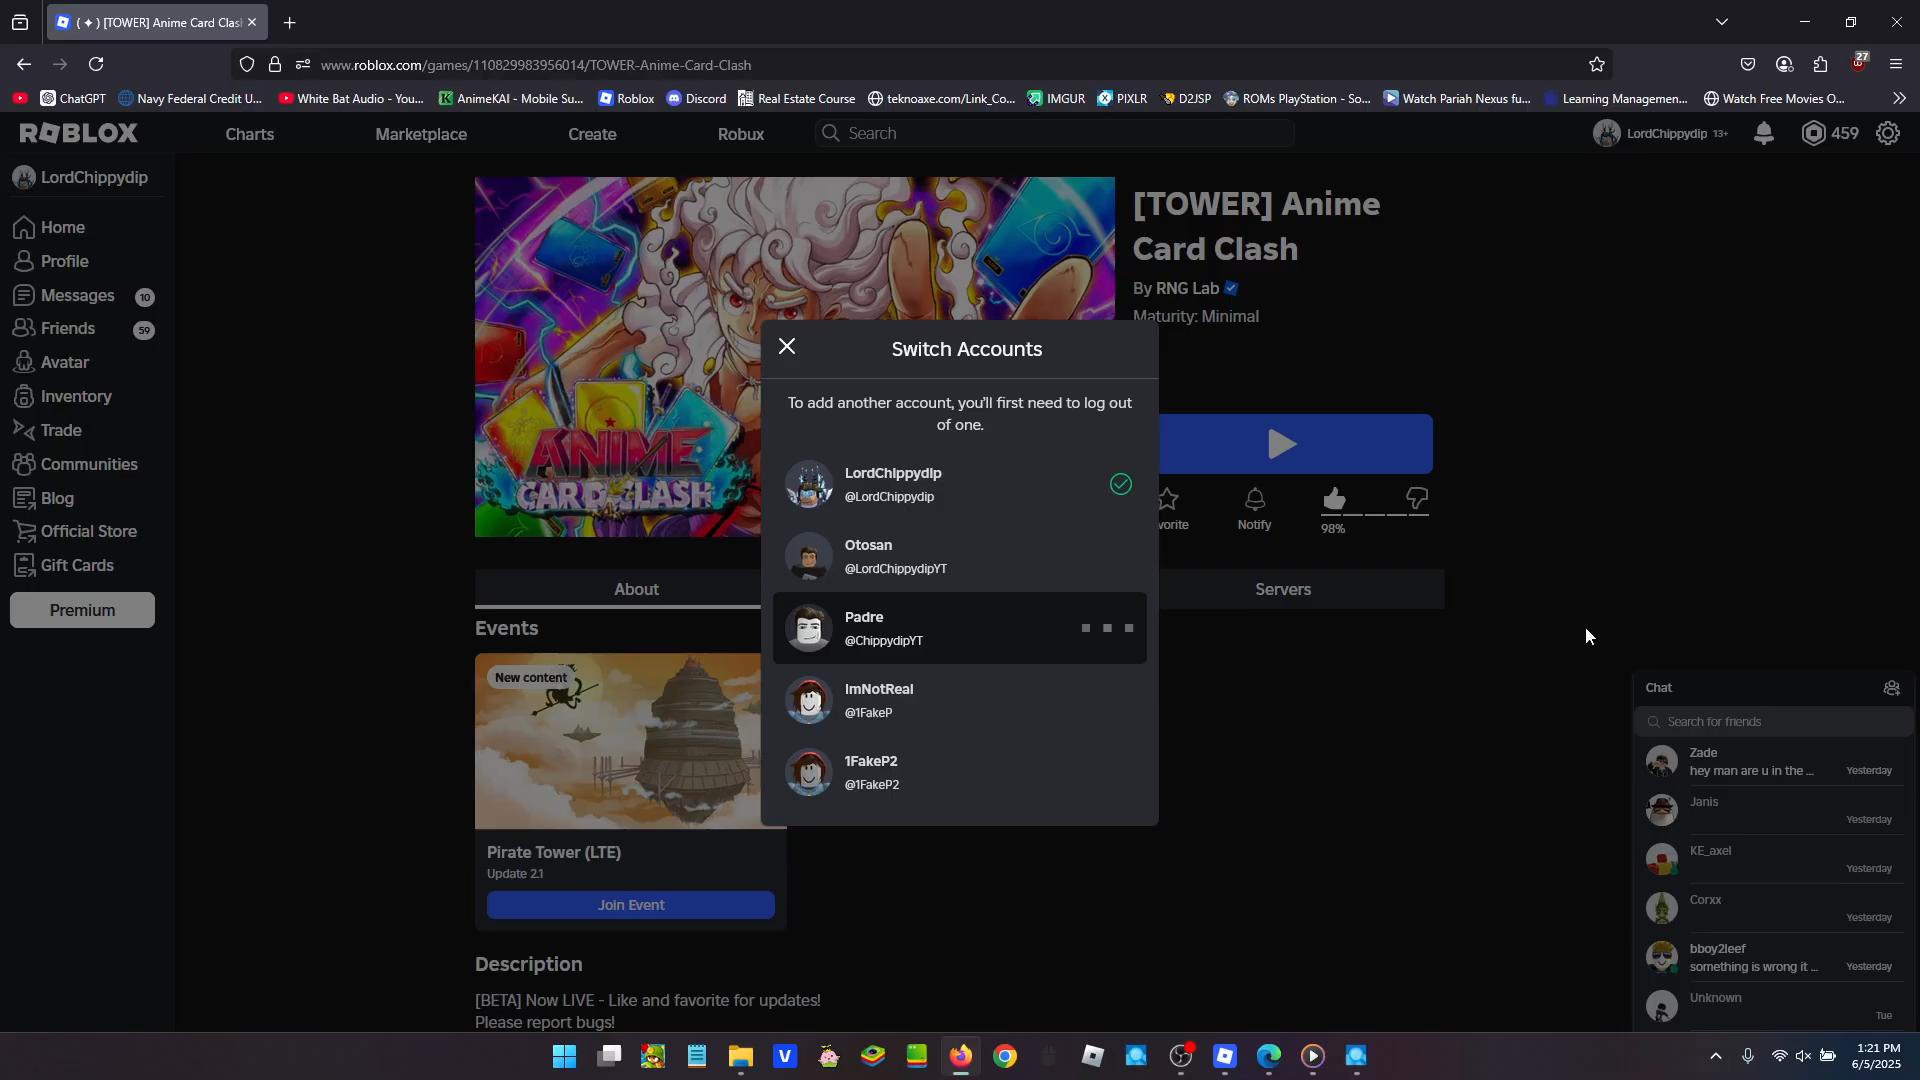 ( ✦ ) [TOWER] Anime Card Clas
www.roblox.com/games/110829983956014/TOWER-Anime-Card-Clash
27
ChatGPT
Navy Federal Credit U...
White Bat Audio - You...
AnimeKAI - Mobile Su...
Roblox
Discord
Real Estate Course
teknoaxe.com/Link_Co...
IMGUR
PIXLR
D2JSP
ROMs PlayStation - So...
Watch Pariah Nexus fu...
Learning Managemen...
Watch Free Movies O...
ROBLOX
Charts
Marketplace
Create
Robux
Search
LordChippydip 13+
459
LordChippydip
Home
Profile
Messages 10
Friends 59
Avatar
Inventory
Trade
Communities
Blog
Official Store
Gift Cards
Premium
ANIME
CARD CLASH
[TOWER] Anime
Card Clash
By RNG Lab
Maturity: Minimal
vorite
Notify
98%
About
Servers
Events
New content
Pirate Tower (LTE)
Update 2.1
Join Event
Description
[BETA] Now LIVE - Like and favorite for updates!
Please report bugs!
Switch Accounts
To add another account, you'll first need to log out
of one.
LordChippydip
@LordChippydip
Otosan
@LordChippydipYT
Padre
@ChippydipYT
ImNotReal
@1FakeP
1FakeP2
@1FakeP2
Chat
Search for friends
Zade
hey man are u in the ... Yesterday
Janis
Yesterday
KE_axel
Yesterday
Corxx
Yesterday
bboy2leef
something is wrong it ... Yesterday
Unknown
Tue
V
1:21 PM
6/5/2025